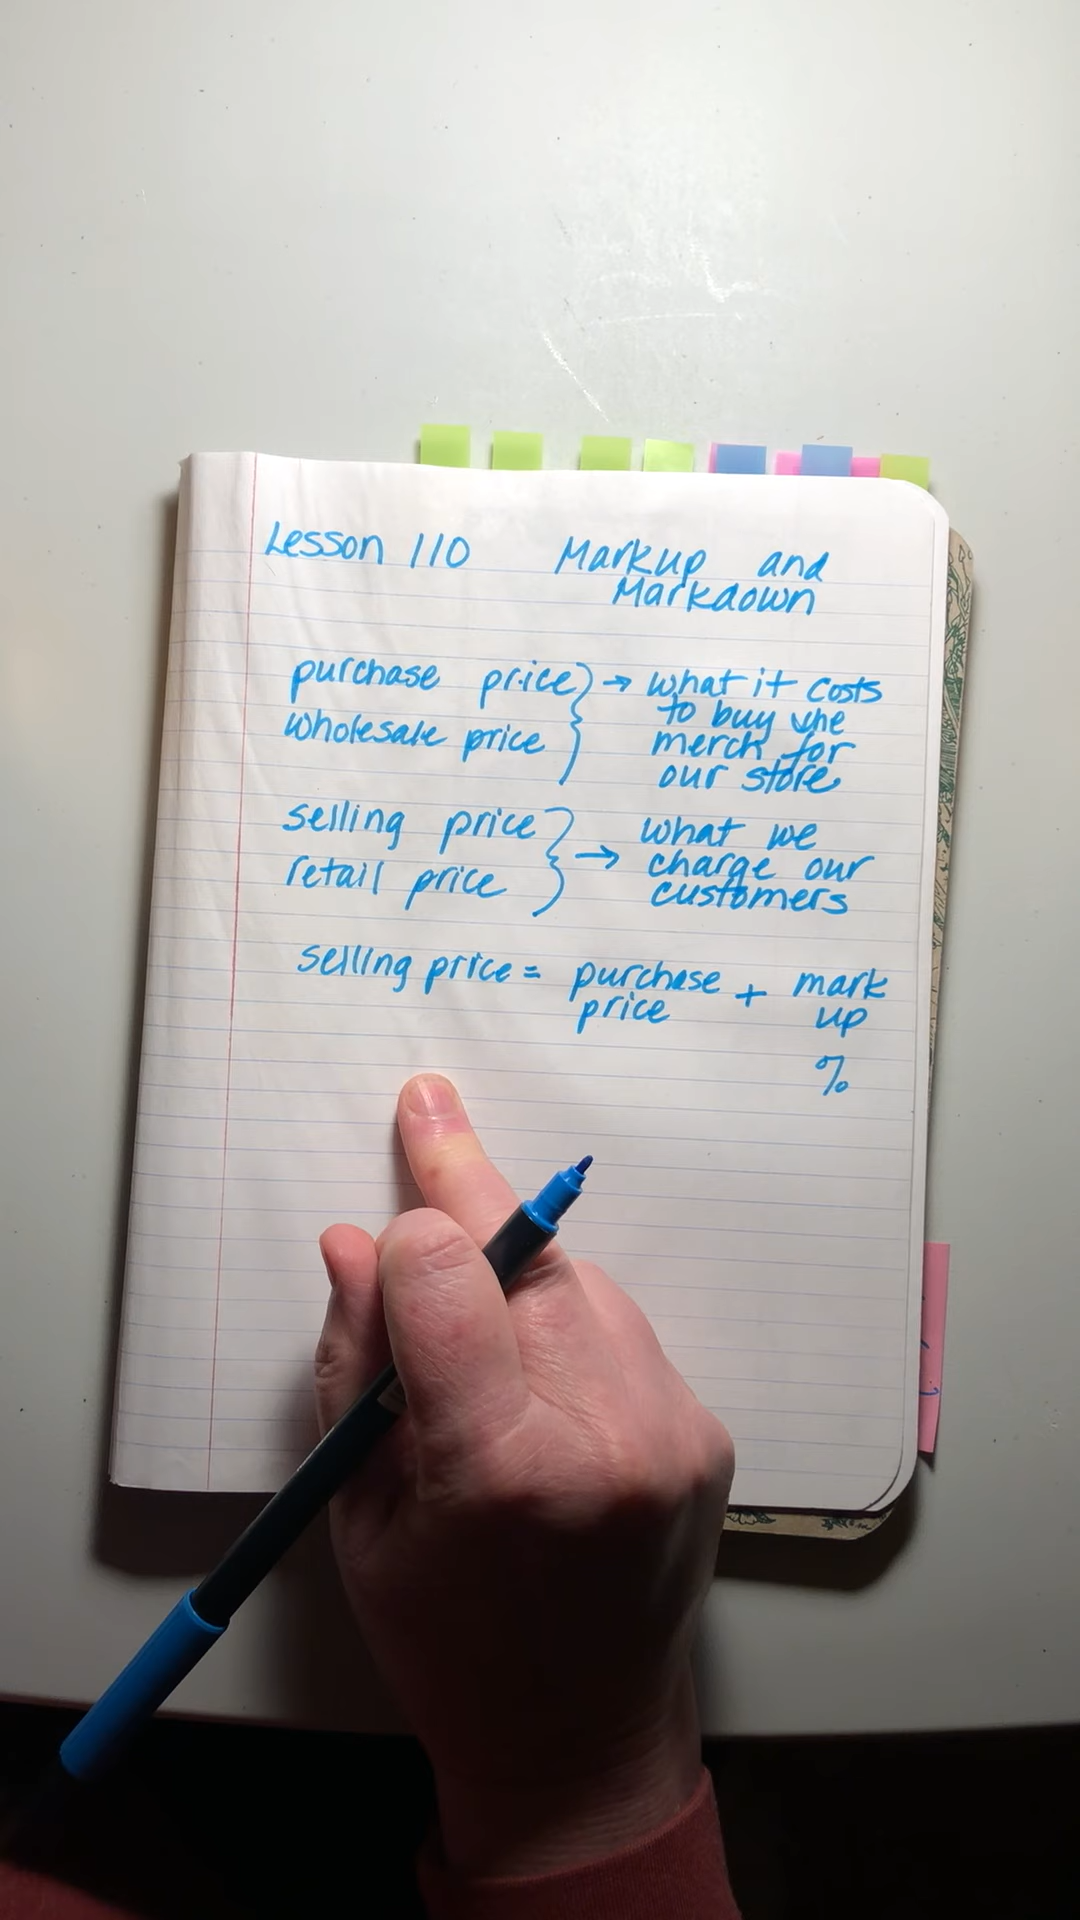 Lesson 110 Markup and
Markdown
purchase price } → what it costs
to buy the
wholesale price merch for
our store
selling price } → what we
charge our
retail price customers
selling price = purchase + mark
price up
%